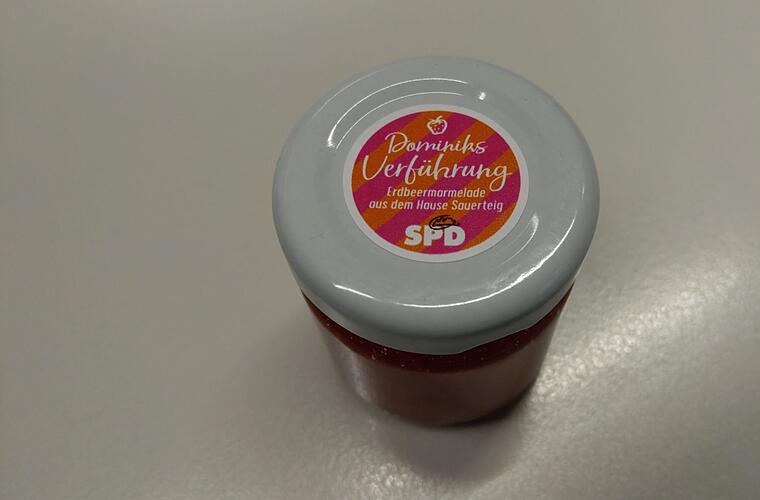 Dominiks
Verführung
Erdbeermarmelade
aus dem Hause Sauerteig
SPD